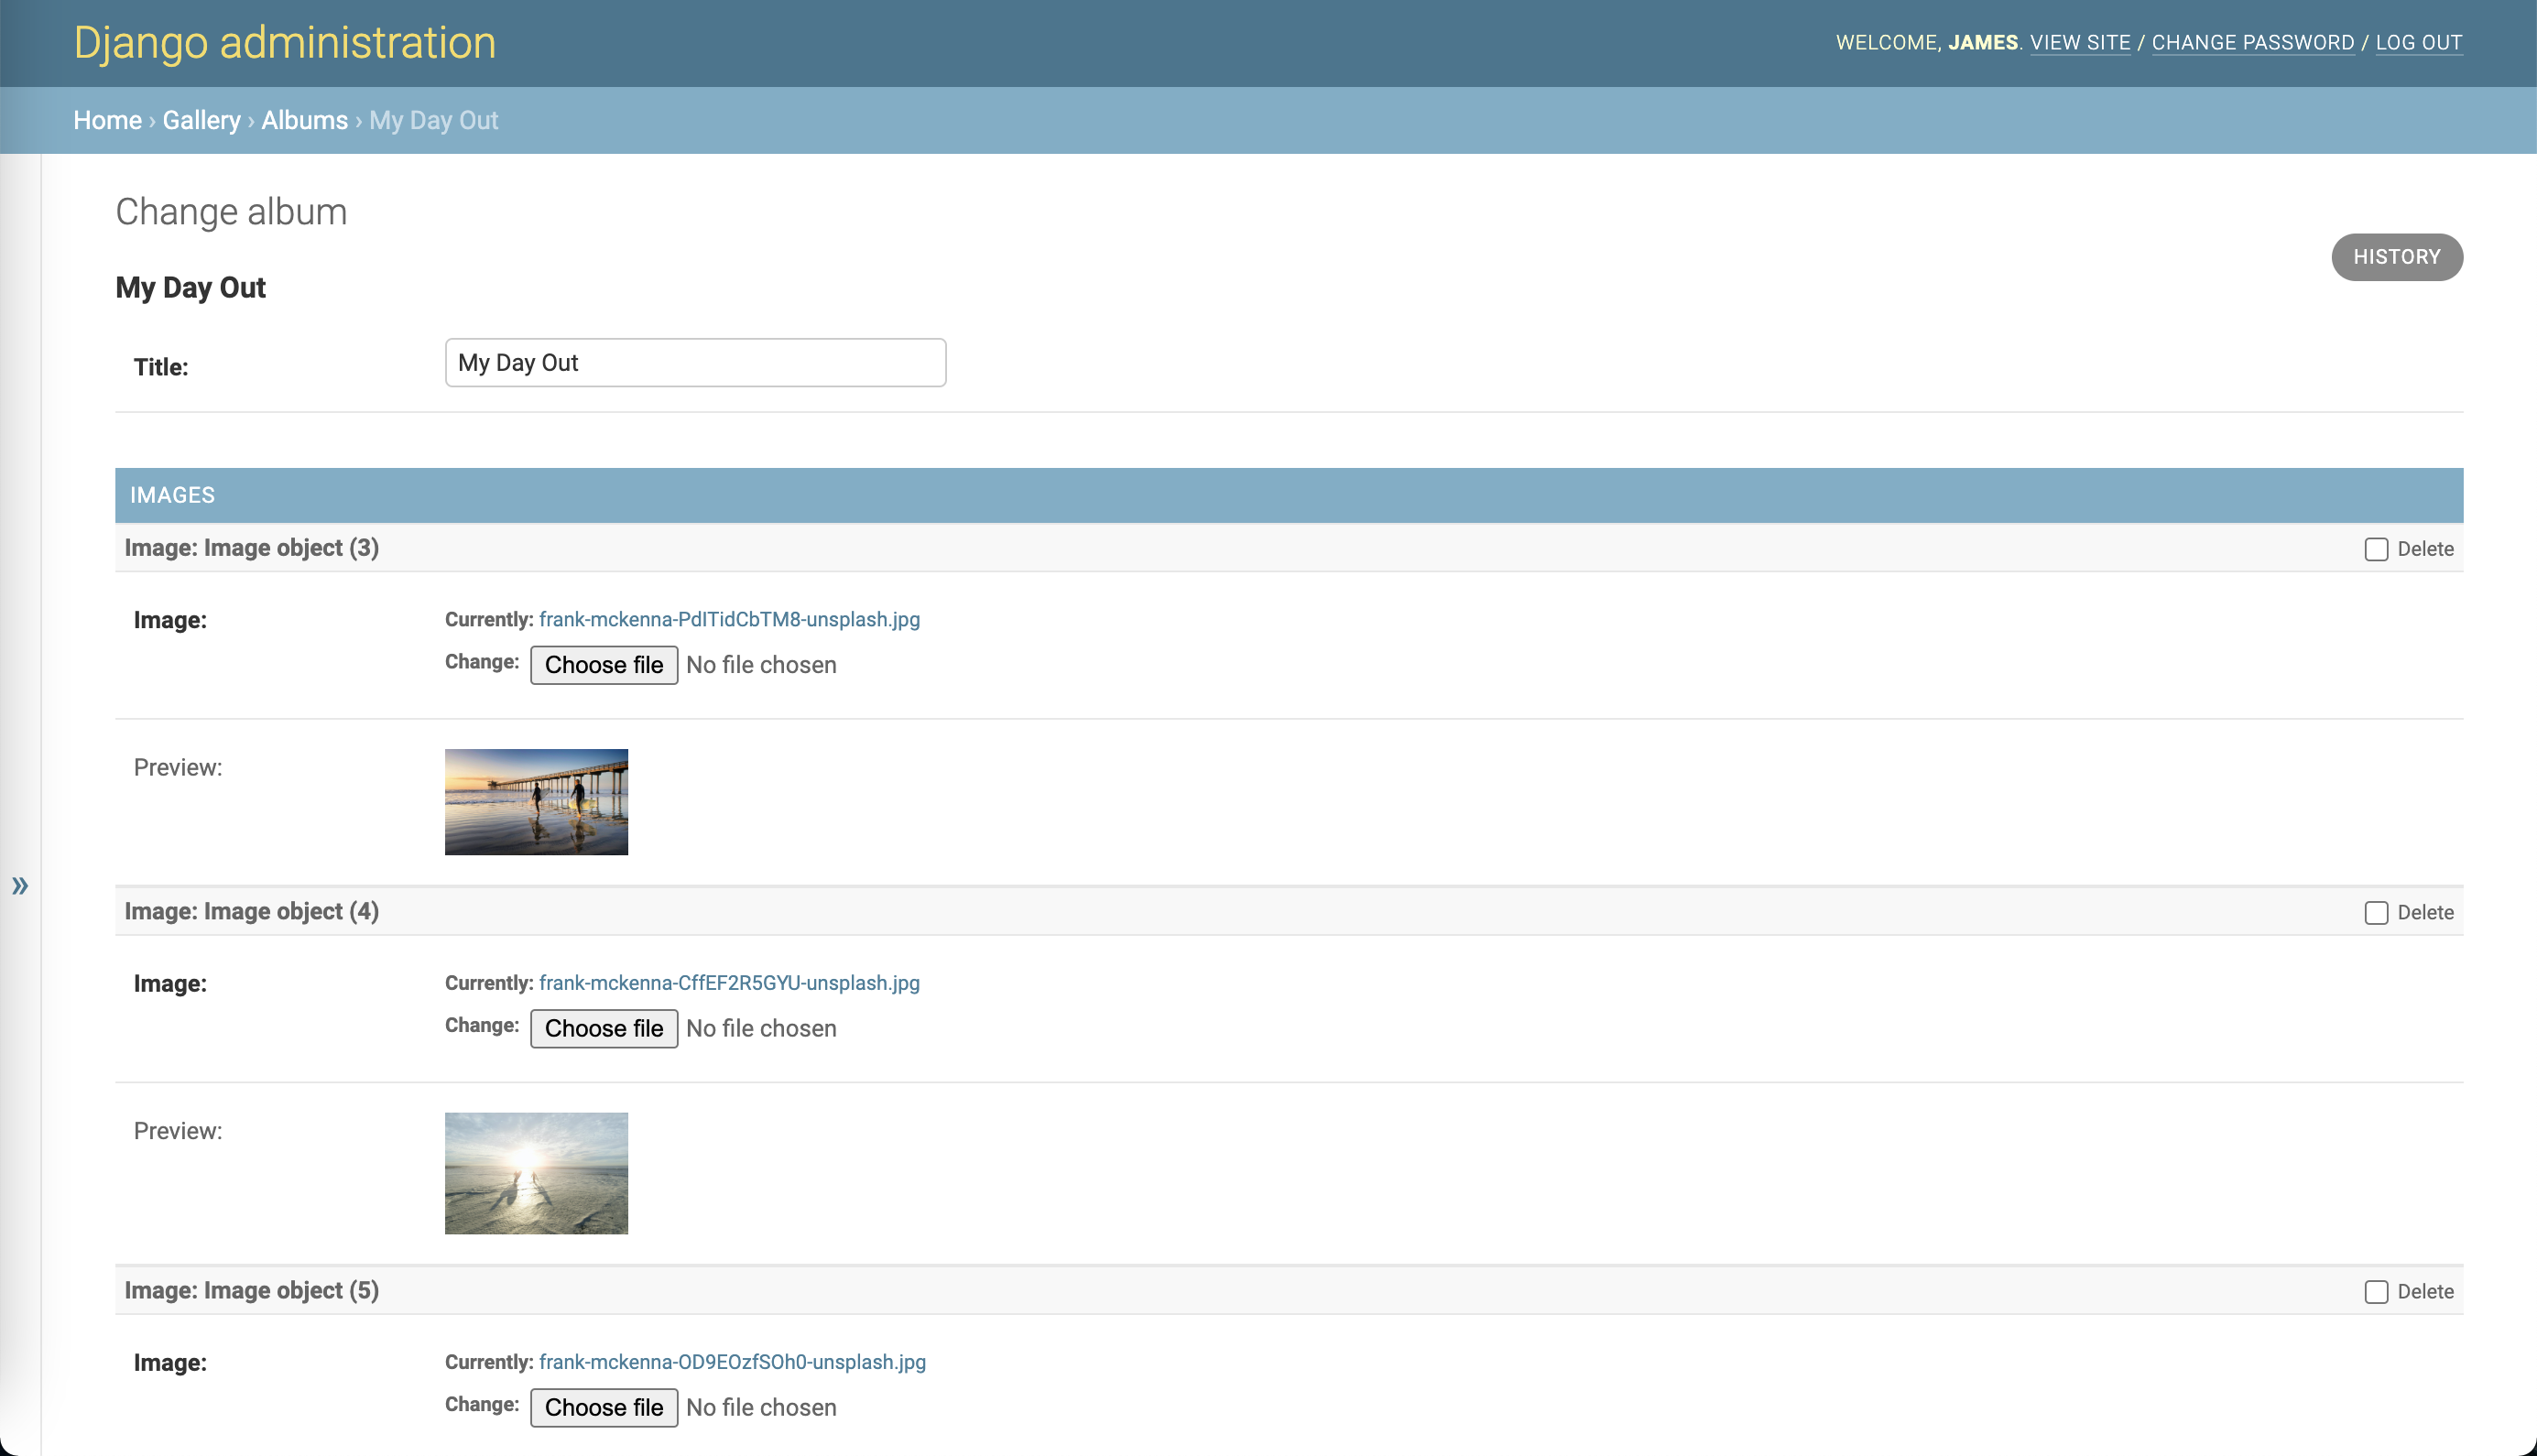 Django administration
WELCOME, JAMES. VIEW SITE / CHANGE PASSWORD / LOG OUT
Home › Gallery › Albums › My Day Out
Change album
HISTORY
My Day Out
Title:
My Day Out
IMAGES
Image: Image object (3)
Delete
Image:
Currently: frank-mckenna-PdITidCbTM8-unsplash.jpg
Change: Choose file No file chosen
Preview:
»
Image: Image object (4)
Delete
Image:
Currently: frank-mckenna-CffEF2R5GYU-unsplash.jpg
Change: Choose file No file chosen
Preview:
Image: Image object (5)
Delete
Image:
Currently: frank-mckenna-OD9EOzfSOh0-unsplash.jpg
Change: Choose file No file chosen